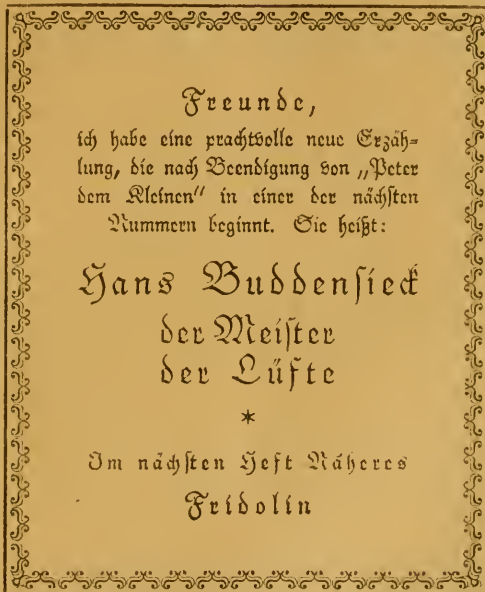 Freunde,
ich habe eine prachtvolle neue Erzäh-
lung, die nach Beendigung von „Peter
dem Kleinen“ in einer der nächsten
Nummern beginnt. Sie heißt:
Hans Buddensieck
der Meister
der Lüfte
*
Im nächsten Heft Näheres
Fridolin